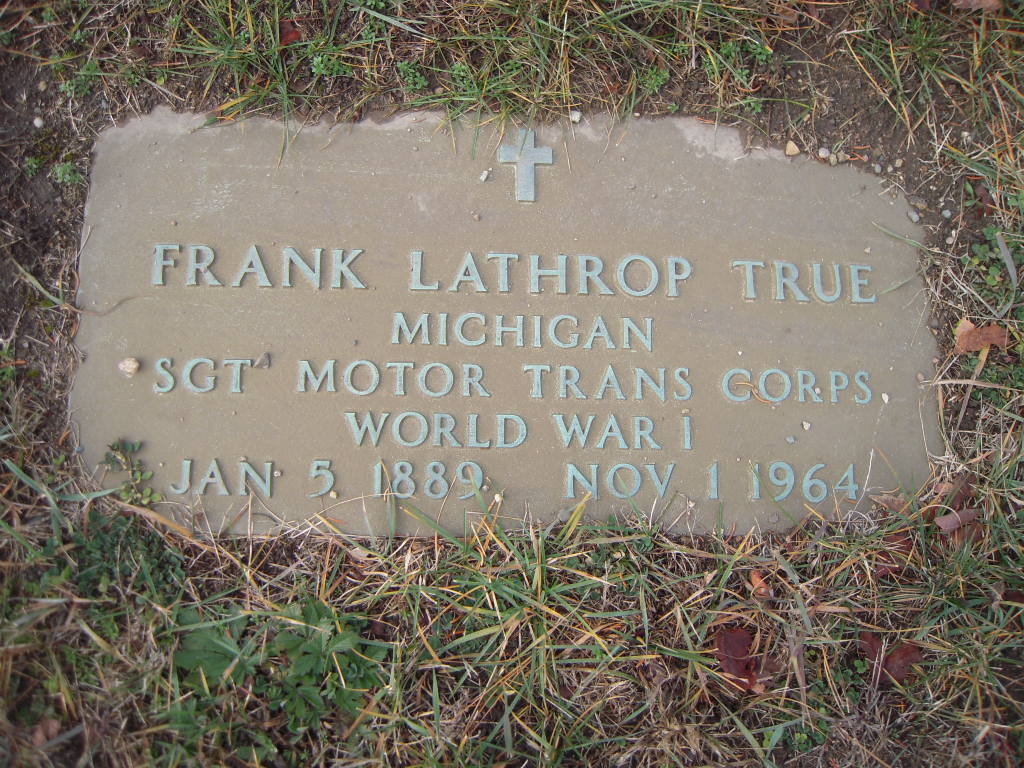 FRANK LATHROP TRUE
MICHIGAN
SGT MOTOR TRANS CORPS
WORLD WAR I
JAN 5 1889 NOV 1 1964